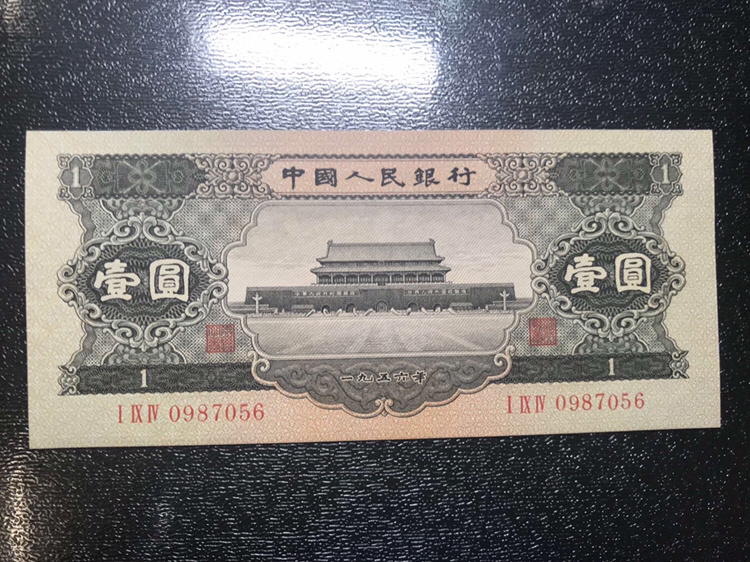 1 中國人民銀行 1
壹圓 壹圓
1 一九五六年 1
I IX IV 0987056 I IX IV 0987056